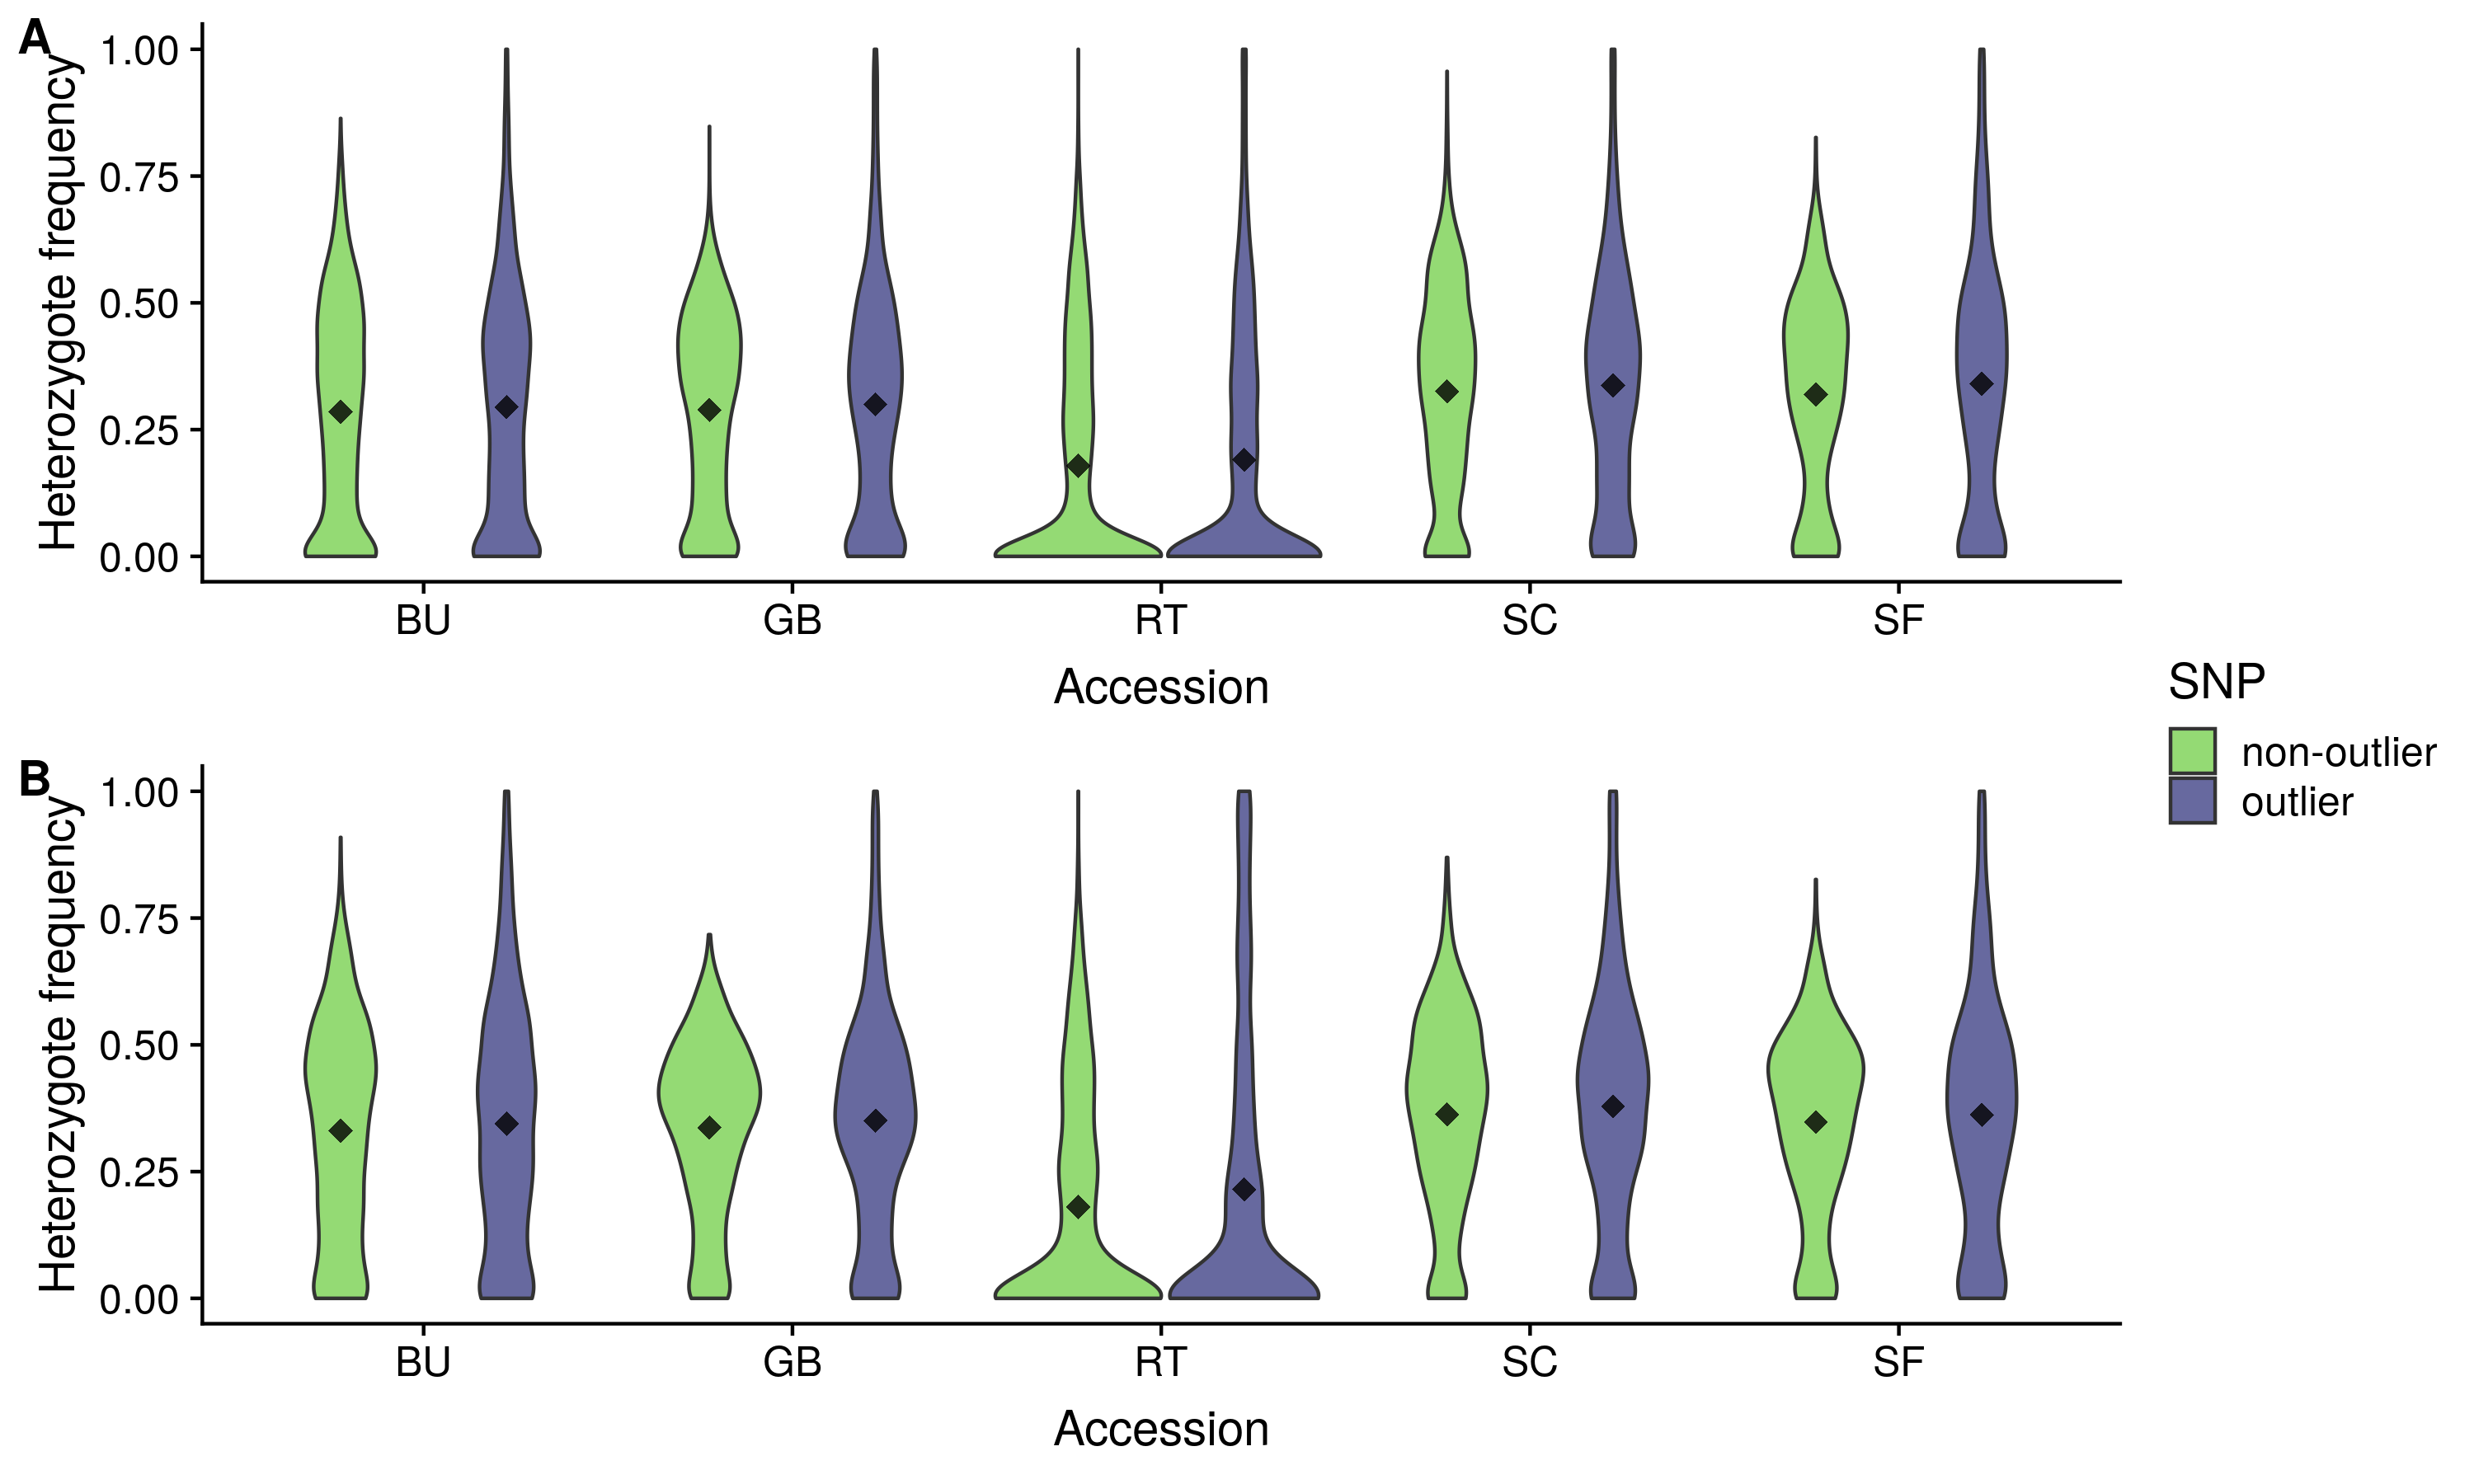 A
Heterozygote frequency
1.00
0.75
0.50
0.25
0.00
BU GB RT SC SF
Accession
SNP
non-outlier
outlier
B
Heterozygote frequency
1.00
0.75
0.50
0.25
0.00
BU GB RT SC SF
Accession